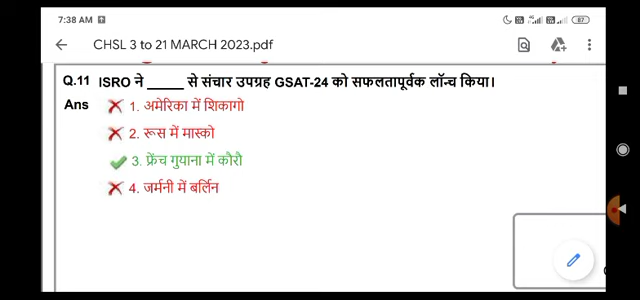 7:38 AM
87
CHSL 3 to 21 MARCH 2023.pdf
Q.11 ISRO ने _____ से संचार उपग्रह GSAT-24 को सफलतापूर्वक लॉन्च किया।
Ans 1. अमेरिका में शिकागो
2. रूस में मास्को
3. फ्रेंच गुयाना में कौरौ
4. जर्मनी में बर्लिन